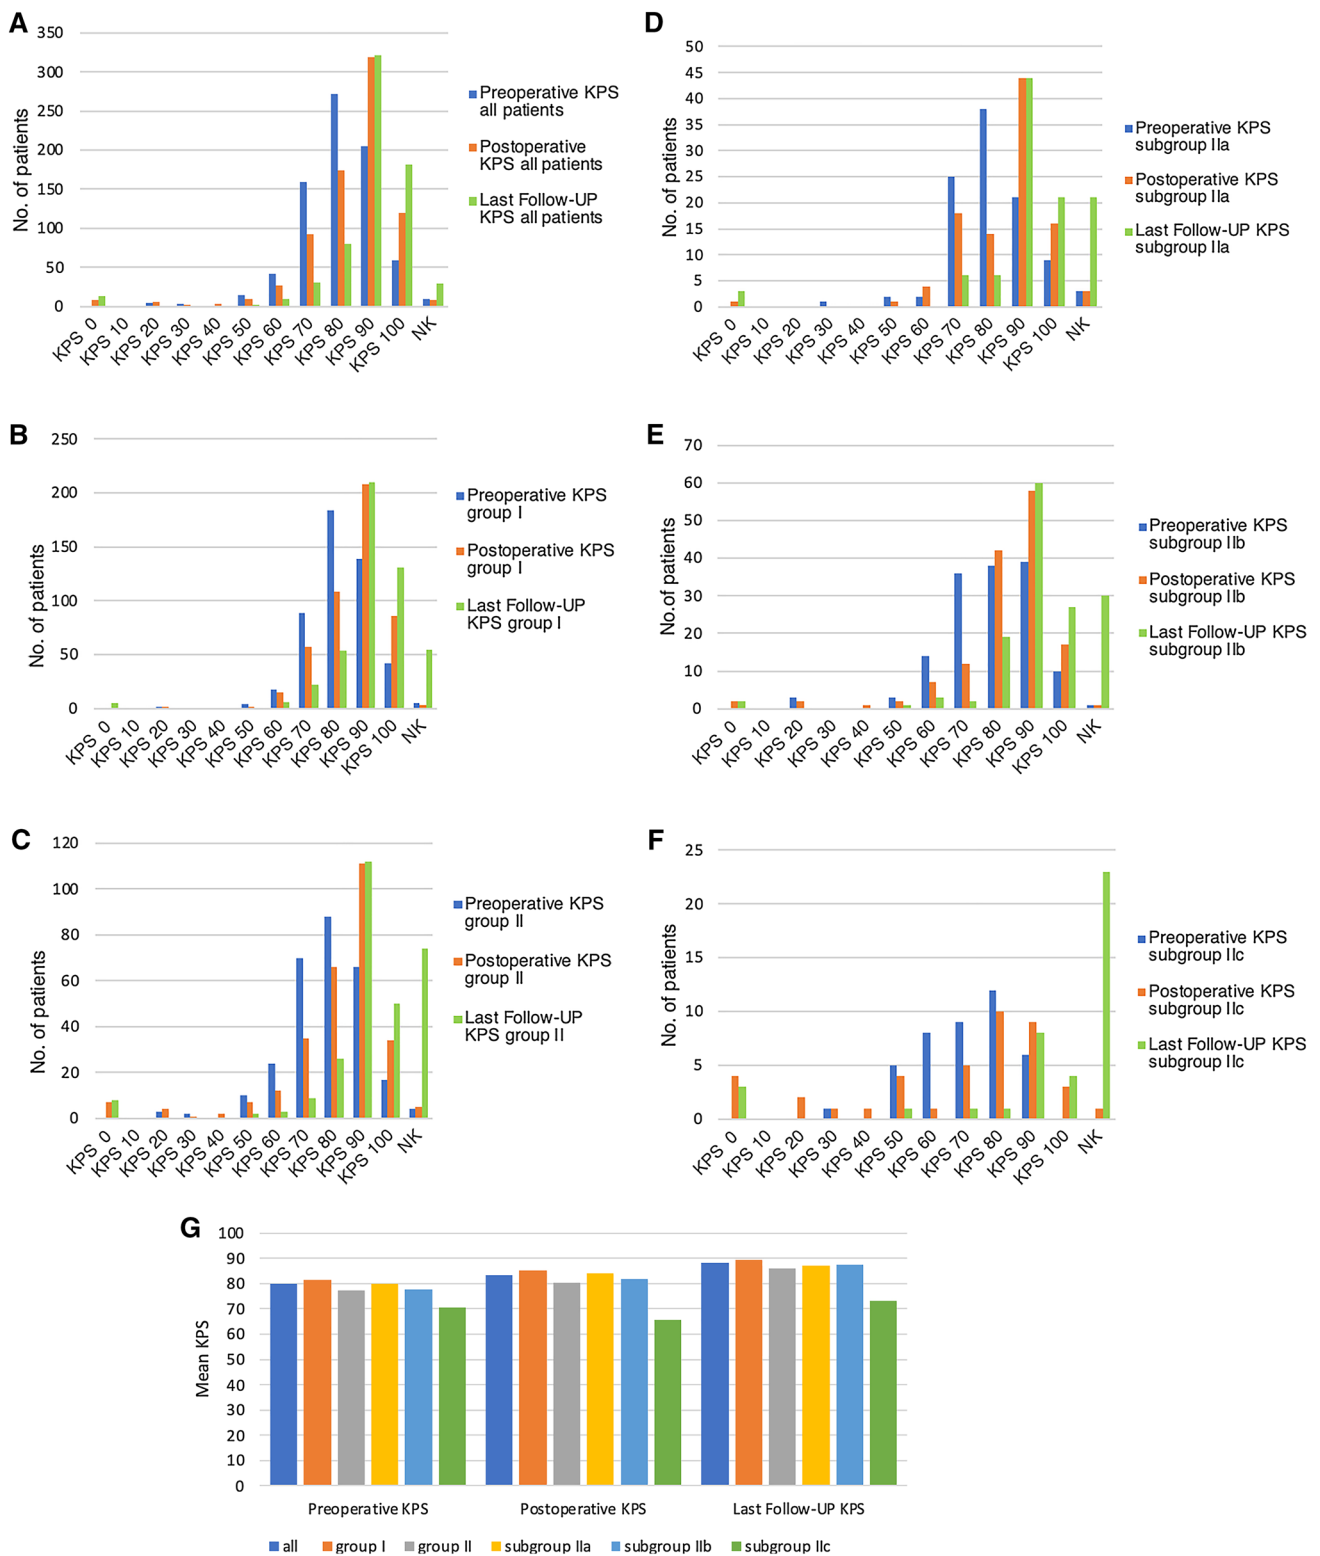 A
350
300
250
200
150
100
50
0
No. of patients
KPS 0
KPS 10
KPS 20
KPS 30
KPS 40
KPS 50
KPS 60
KPS 70
KPS 80
KPS 90
KPS 100
NK
Preoperative KPS
all patients
Postoperative
KPS all patients
Last Follow-UP
KPS all patients
D
50
45
40
35
30
25
20
15
10
5
0
No. of patients
KPS 0
KPS 10
KPS 20
KPS 30
KPS 40
KPS 50
KPS 60
KPS 70
KPS 80
KPS 90
KPS 100
NK
Preoperative KPS
subgroup IIa
Postoperative KPS
subgroup IIa
Last Follow-UP KPS
subgroup IIa
B
250
200
150
100
50
0
No. of patients
KPS 0
KPS 10
KPS 20
KPS 30
KPS 40
KPS 50
KPS 60
KPS 70
KPS 80
KPS 90
KPS 100
NK
Preoperative KPS
group I
Postoperative KPS
group I
Last Follow-UP
KPS group I
E
70
60
50
40
30
20
10
0
No.of patients
KPS 0
KPS 10
KPS 20
KPS 30
KPS 40
KPS 50
KPS 60
KPS 70
KPS 80
KPS 90
KPS 100
NK
Preoperative KPS
subgroup IIb
Postoperative KPS
subgroup IIb
Last Follow-UP KPS
subgroup IIb
C
120
100
80
60
40
20
0
No. of patients
KPS 0
KPS 10
KPS 20
KPS 30
KPS 40
KPS 50
KPS 60
KPS 70
KPS 80
KPS 90
KPS 100
NK
Preoperative KPS
group II
Postoperative KPS
group II
Last Follow-UP
KPS group II
F
25
20
15
10
5
0
No. of patients
KPS 0
KPS 10
KPS 20
KPS 30
KPS 40
KPS 50
KPS 60
KPS 70
KPS 80
KPS 90
KPS 100
NK
Preoperative KPS
subgroup IIc
Postoperative KPS
subgroup IIc
Last Follow-UP KPS
subgroup IIc
G
100
90
80
70
60
50
40
30
20
10
0
Mean KPS
Preoperative KPS
Postoperative KPS
Last Follow-UP KPS
all
group I
group II
subgroup IIa
subgroup IIb
subgroup IIc